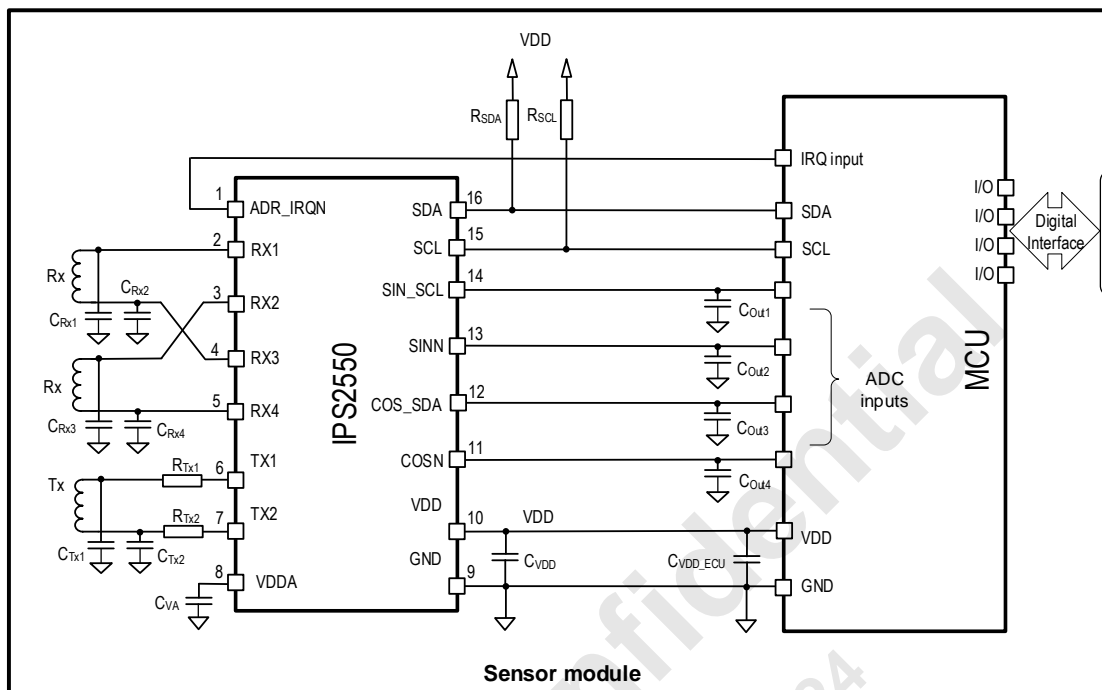 VDD
RSDA
RSCL
IRQ input
1
ADR_IRQN
SDA
16
SDA
I/O
I/O
I/O
I/O
Digital
Interface
2
RX1
SCL
15
SCL
Rx
CRx1
CRx2
3
RX2
SIN_SCL
14
COut1
4
RX3
SINN
13
COut2
ADC
inputs
MCU
IPS2550
Rx
CRx3
CRx4
5
RX4
COS_SDA
12
COut3
TX1
6
RTx1
COSN
11
COut4
Tx
CTx1
CTx2
RTx2
7
TX2
VDD
10
VDD
VDD
CVDD
CVDD_ECU
GND
9
GND
8
VDDA
CVA
Sensor module
nfidential